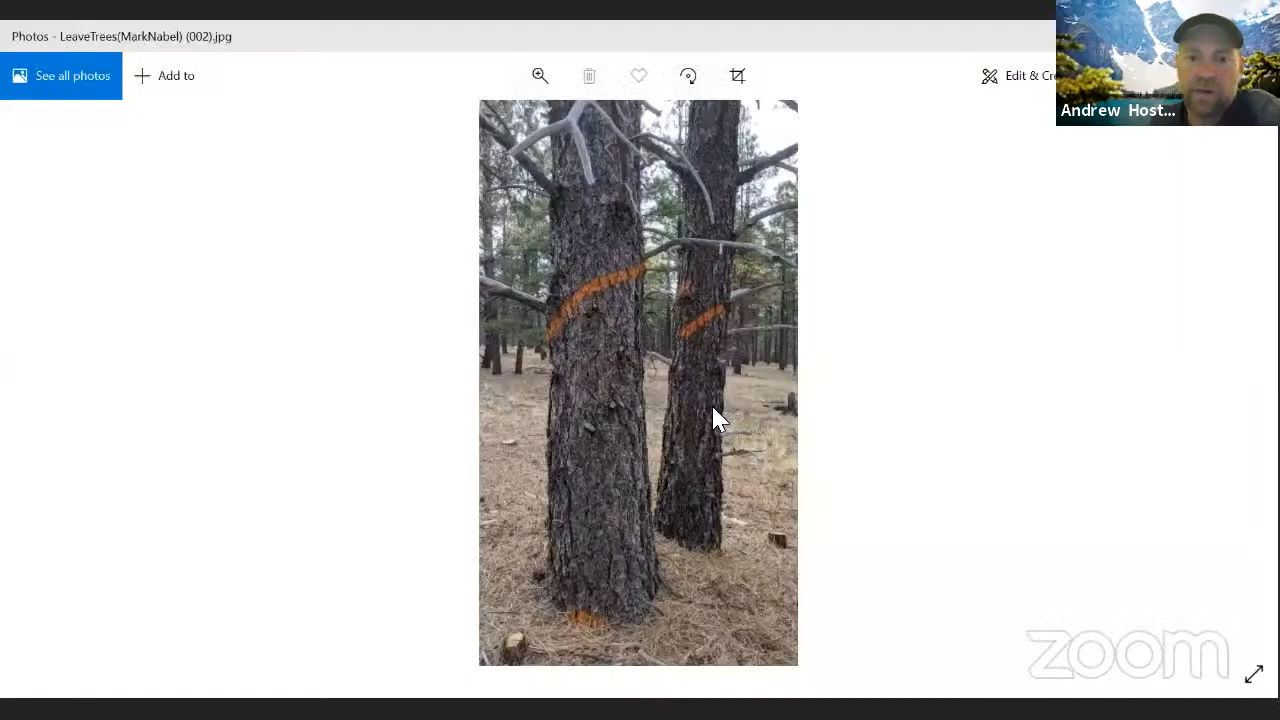 Photos - LeaveTrees(MarkNabel) (002).jpg
See all photos
Add to
Edit & Cre
Andrew Host...
zoom